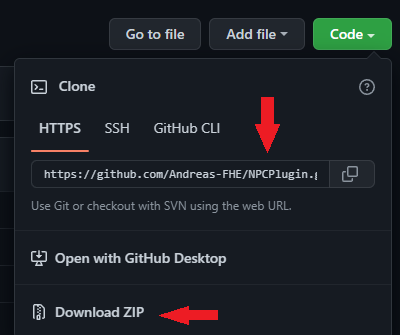 Go to file Add file Code
Clone
HTTPS SSH GitHub CLI
https://github.com/Andreas-FHE/NPCPlugin.g
Use Git or checkout with SVN using the web URL.
Open with GitHub Desktop
Download ZIP